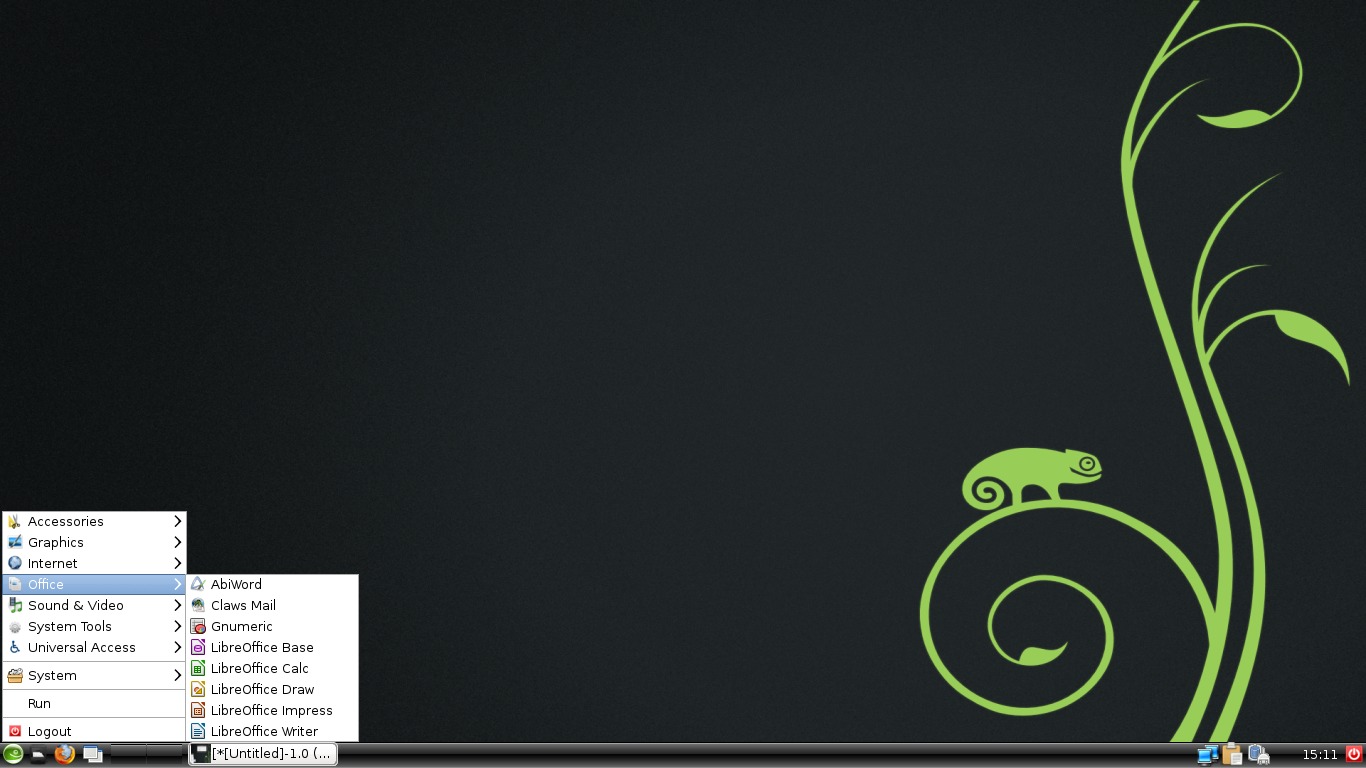 Accessories
Graphics
Internet
Office
Sound & Video
System Tools
Universal Access
System
Run
Logout
AbiWord
Claws Mail
Gnumeric
LibreOffice Base
LibreOffice Calc
LibreOffice Draw
LibreOffice Impress
LibreOffice Writer
[*[Untitled]-1.0 (...
15:11